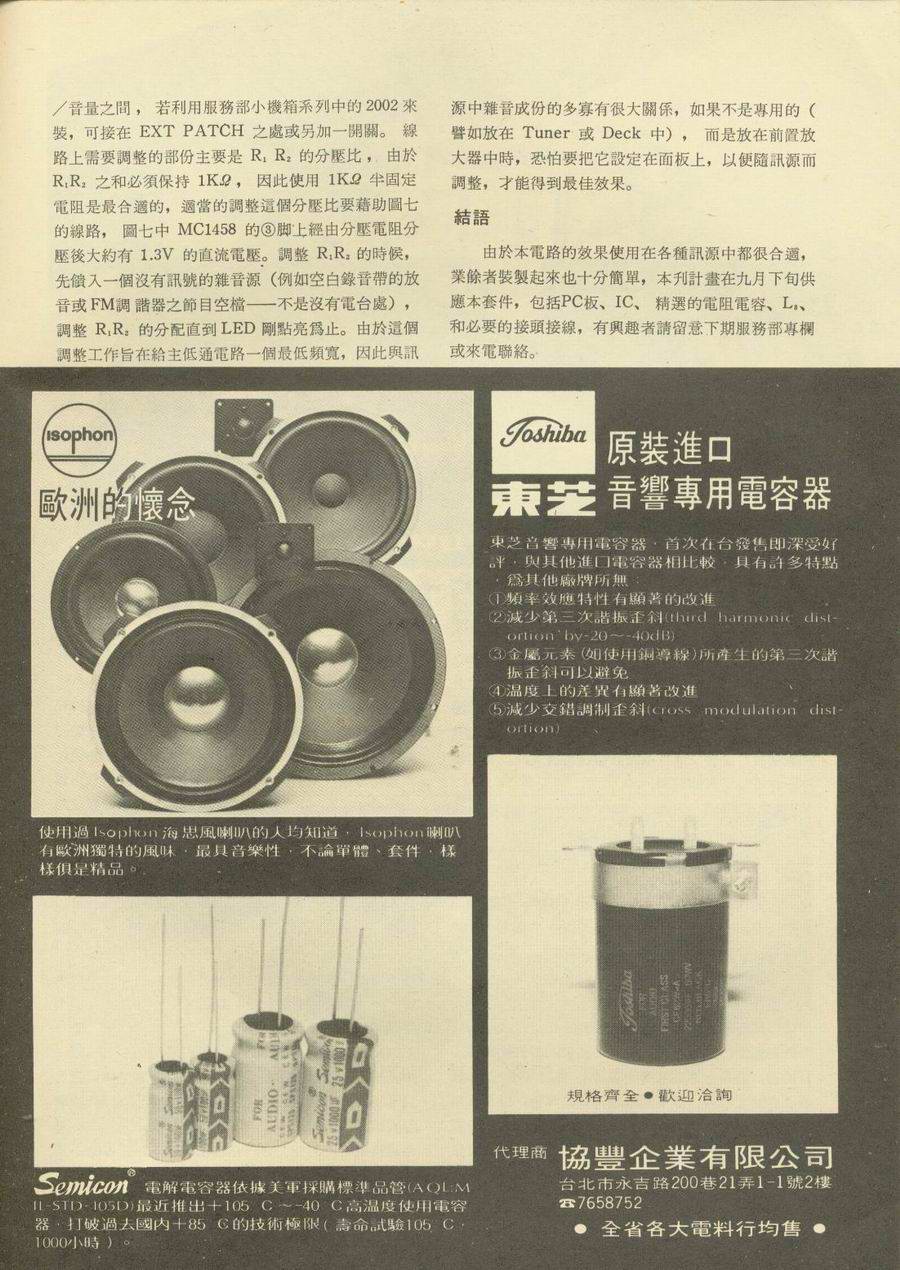 ／音量之間，若利用服務部小機箱系列中的 2002 來
裝，可接在 EXT PATCH 之處或另加一開關。線
路上需要調整的部份主要是 R₁ R₂ 的分壓比，由於
R₁R₂ 之和必須保持 1KΩ，因此使用 1KΩ 半固定
電阻是最合適的，適當的調整這個分壓比要藉助圖七
的線路，圖七中 MC1458 的③脚上經由分壓電阻分
壓後大約有 1.3V 的直流電壓。調整 R₁R₂ 的時候，
先饋入一個沒有訊號的雜音源（例如空白錄音帶的放
音或FM調諧器之節目空檔——不是沒有電台處），
調整 R₁R₂ 的分配直到 LED 剛點亮爲止。由於這個
調整工作旨在給主低通電路一個最低頻寬，因此與訊
源中雜音成份的多寡有很大關係，如果不是專用的（
譬如放在 Tuner 或 Deck 中），而是放在前置放
大器中時，恐怕要把它設定在面板上，以便隨訊源而
調整，才能得到最佳效果。
結語
由於本電路的效果使用在各種訊源中都很合適，
業餘者裝製起來也十分簡單，本刊計畫在九月下旬供
應本套件，包括PC板、IC、精選的電阻電容、L₃、
和必要的接頭接線，有興趣者請留意下期服務部專欄
或來電聯絡。
isophon
歐洲的懷念
使用過 Isophon 海思風喇叭的人均知道，Isophon喇叭
有歐洲獨特的風味，最具音樂性，不論單體、套件，樣
樣俱是精品。
FOR
AUDIO
Semicon
25V1000UF
Semicon® 電解電容器依據美軍採購標準品管(AQL:M
IL-STD-105D)最近推出+105°C～-40°C高溫度使用電容
器，打破過去國內+85°C的技術極限（壽命試驗105°C，
1000小時）。
Toshiba
原裝進口
東芝 音響專用電容器
東芝音響專用電容器，首次在台發售即深受好
評，與其他進口電容器相比較，具有許多特點
，爲其他廠牌所無：
①頻率效應特性有顯著的改進
②減少第三次諧振歪斜(third harmonic dist-
ortion by-20～-40dB)
③金屬元素(如使用銅導線)所產生的第三次諧
振歪斜可以避免
④溫度上的差異有顯著改進
⑤減少交錯調制歪斜(cross modulation dist-
ortion)
Toshiba
FOR
AUDIO
FIRST CLASS
規格齊全●歡迎洽詢
代理商 協豐企業有限公司
台北市永吉路200巷21弄1-1號2樓
☎7658752
●全省各大電料行均售●